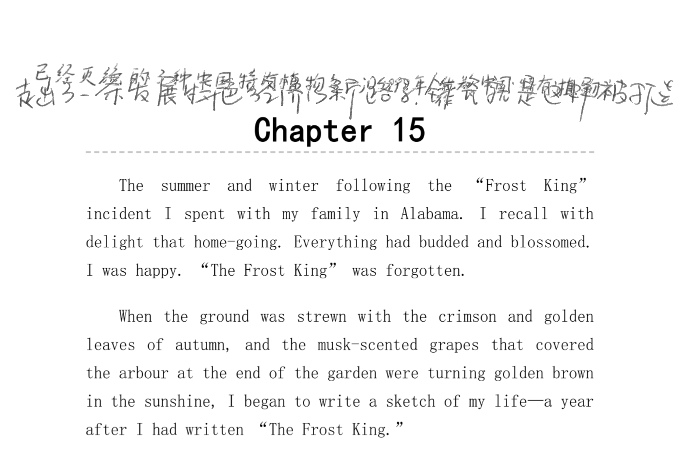 Chapter 15
The summer and winter following the “Frost King”
incident I spent with my family in Alabama. I recall with
delight that home-going. Everything had budded and blossomed.
I was happy. “The Frost King” was forgotten.
When the ground was strewn with the crimson and golden
leaves of autumn, and the musk-scented grapes that covered
the arbour at the end of the garden were turning golden brown
in the sunshine, I began to write a sketch of my life—a year
after I had written “The Frost King.”